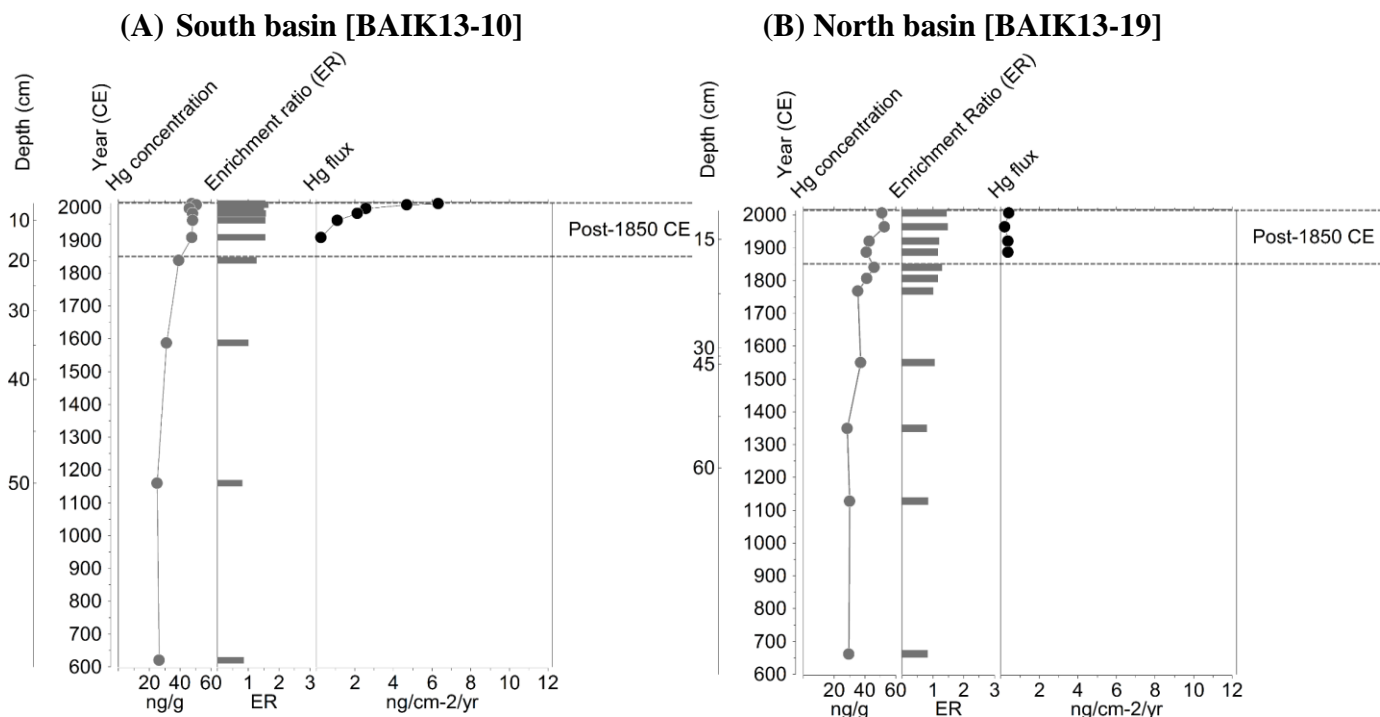 (A) South basin [BAIK13-10]
Depth (cm)
Year (CE)
Hg concentration
Enrichment ratio (ER)
Hg flux
10
20
30
40
50
2000
1900
1800
1700
1600
1500
1400
1300
1200
1100
1000
900
800
700
600
Post-1850 CE
20 40 60
ng/g
1 2 3
ER
2 4 6 8 10 12
ng/cm-2/yr
(B) North basin [BAIK13-19]
Depth (cm)
Year (CE)
Hg concentration
Enrichment Ratio (ER)
Hg flux
15
30
45
60
2000
1900
1800
1700
1600
1500
1400
1300
1200
1100
1000
900
800
700
600
Post-1850 CE
20 40 60
ng/g
1 2 3
ER
2 4 6 8 10 12
ng/cm-2/yr